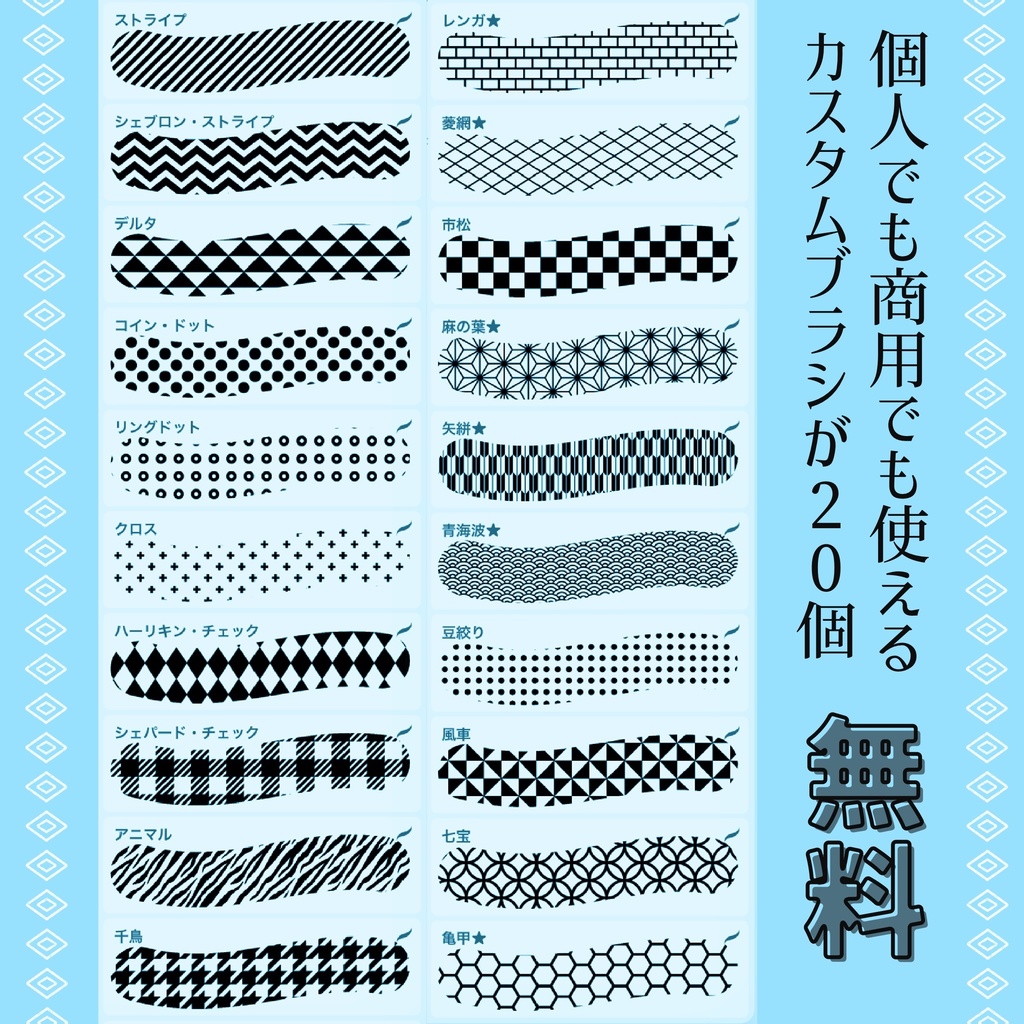 個人でも商用でも使える
カスタムブラシが20個
無料
ストライプ
シェブロン・ストライプ
デルタ
コイン・ドット
リングドット
クロス
ハーリキン・チェック
シェパード・チェック
アニマル
千鳥
レンガ★
菱網★
市松
麻の葉★
矢絣★
青海波★
豆絞り
風車
七宝
亀甲★